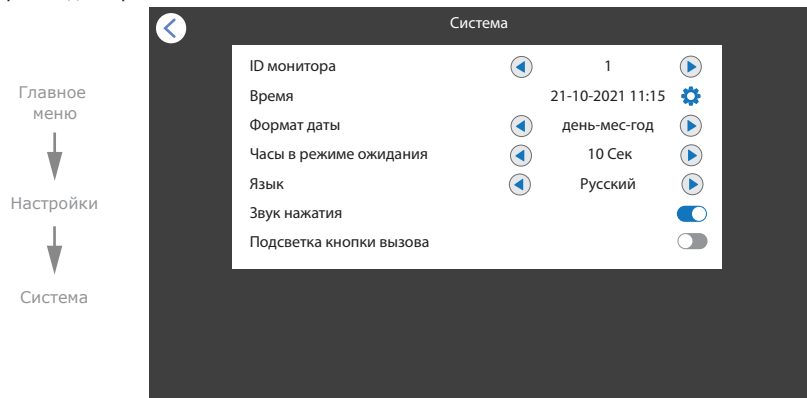 Главное
меню
Настройки
Система
Система
ID монитора 1
Время 21-10-2021 11:15
Формат даты день-мес-год
Часы в режиме ожидания 10 Сек
Язык Русский
Звук нажатия
Подсветка кнопки вызова